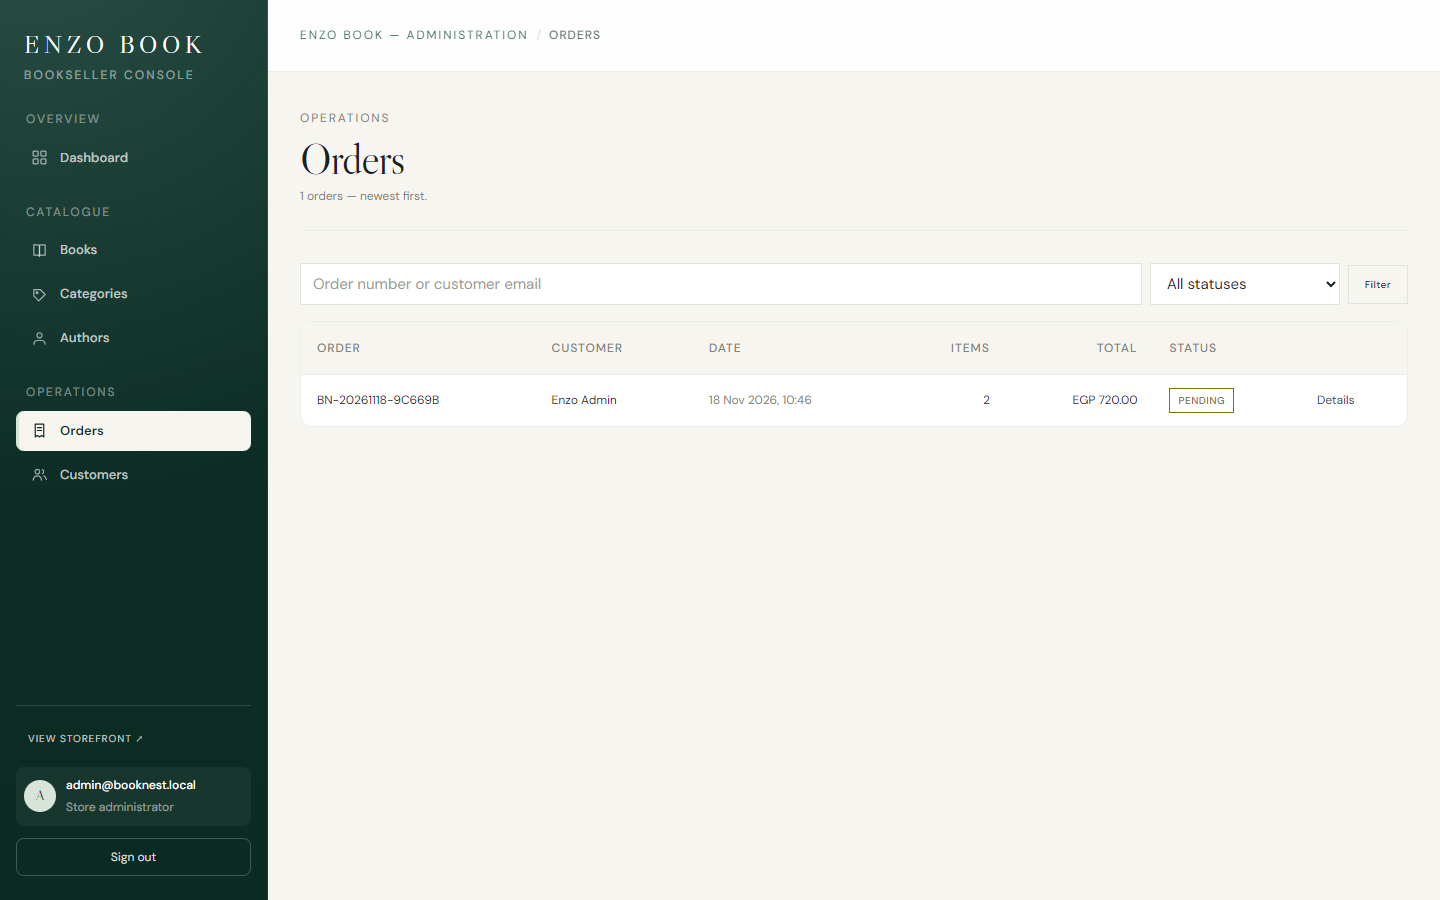 ENZO BOOK
BOOKSELLER CONSOLE
OVERVIEW
Dashboard
CATALOGUE
Books
Categories
Authors
OPERATIONS
Orders
Customers
VIEW STOREFRONT ↗
A
admin@booknest.local
Store administrator
Sign out
ENZO BOOK — ADMINISTRATION / ORDERS
OPERATIONS
Orders
1 orders — newest first.
Order number or customer email
All statuses
Filter
ORDER CUSTOMER DATE ITEMS TOTAL STATUS
BN-20261118-9C669B Enzo Admin 18 Nov 2026, 10:46 2 EGP 720.00 PENDING Details